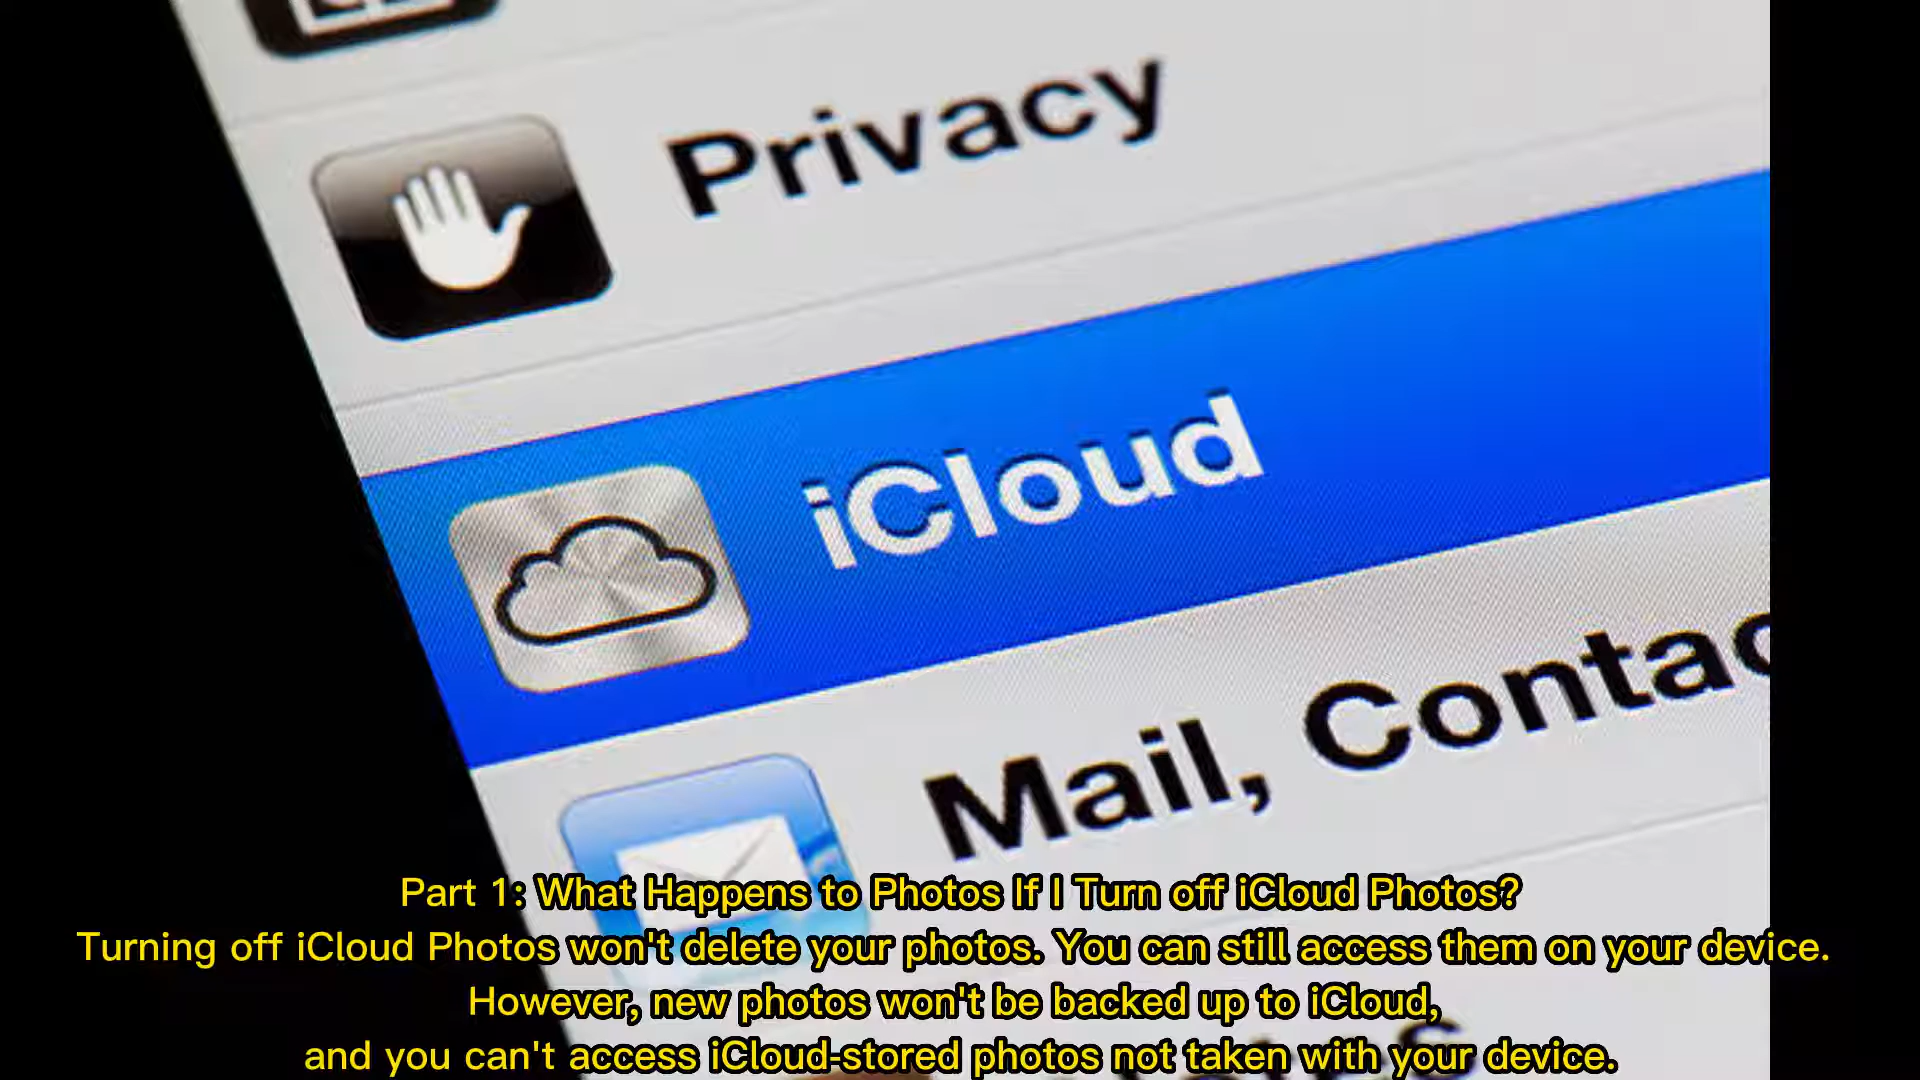 Privacy
iCloud
Mail, Contac
Part 1: What Happens to Photos If I Turn off iCloud Photos?
Turning off iCloud Photos won't delete your photos. You can still access them on your device.
However, new photos won't be backed up to iCloud,
and you can't access iCloud-stored photos not taken with your device.